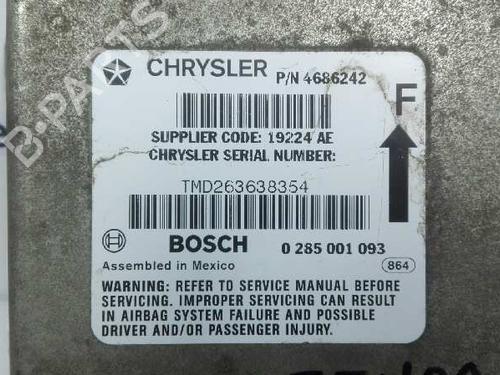 CHRYSLER P/N 4686242
F
SUPPLIER CODE: 19224 AE
CHRYSLER SERIAL NUMBER:
TMD263638354
BOSCH 0 285 001 093
Assembled in Mexico 864
WARNING: REFER TO SERVICE MANUAL BEFORE
SERVICING. IMPROPER SERVICING CAN RESULT
IN AIRBAG SYSTEM FAILURE AND POSSIBLE
DRIVER AND/OR PASSENGER INJURY.
B-PARTS